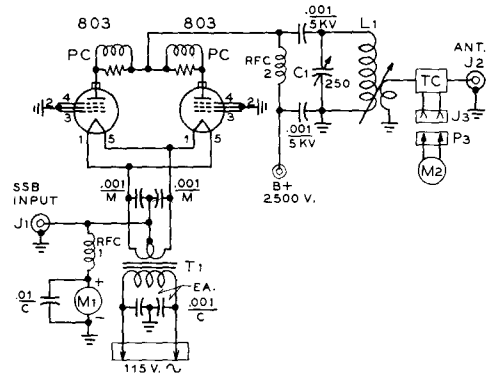 803 803
PC PC
.001
5KV
L1
RFC
2
C1
250
ANT.
J2
TC
2 4
3
4 2
3
1 5 1 5
J3
P3
M2
.001
5KV
B+
2500 V.
SSB
INPUT
J1
.001
M
.001
M
RFC
1
T1
+
M1
-
.01
C
EA.
.001
C
115 V. ∿